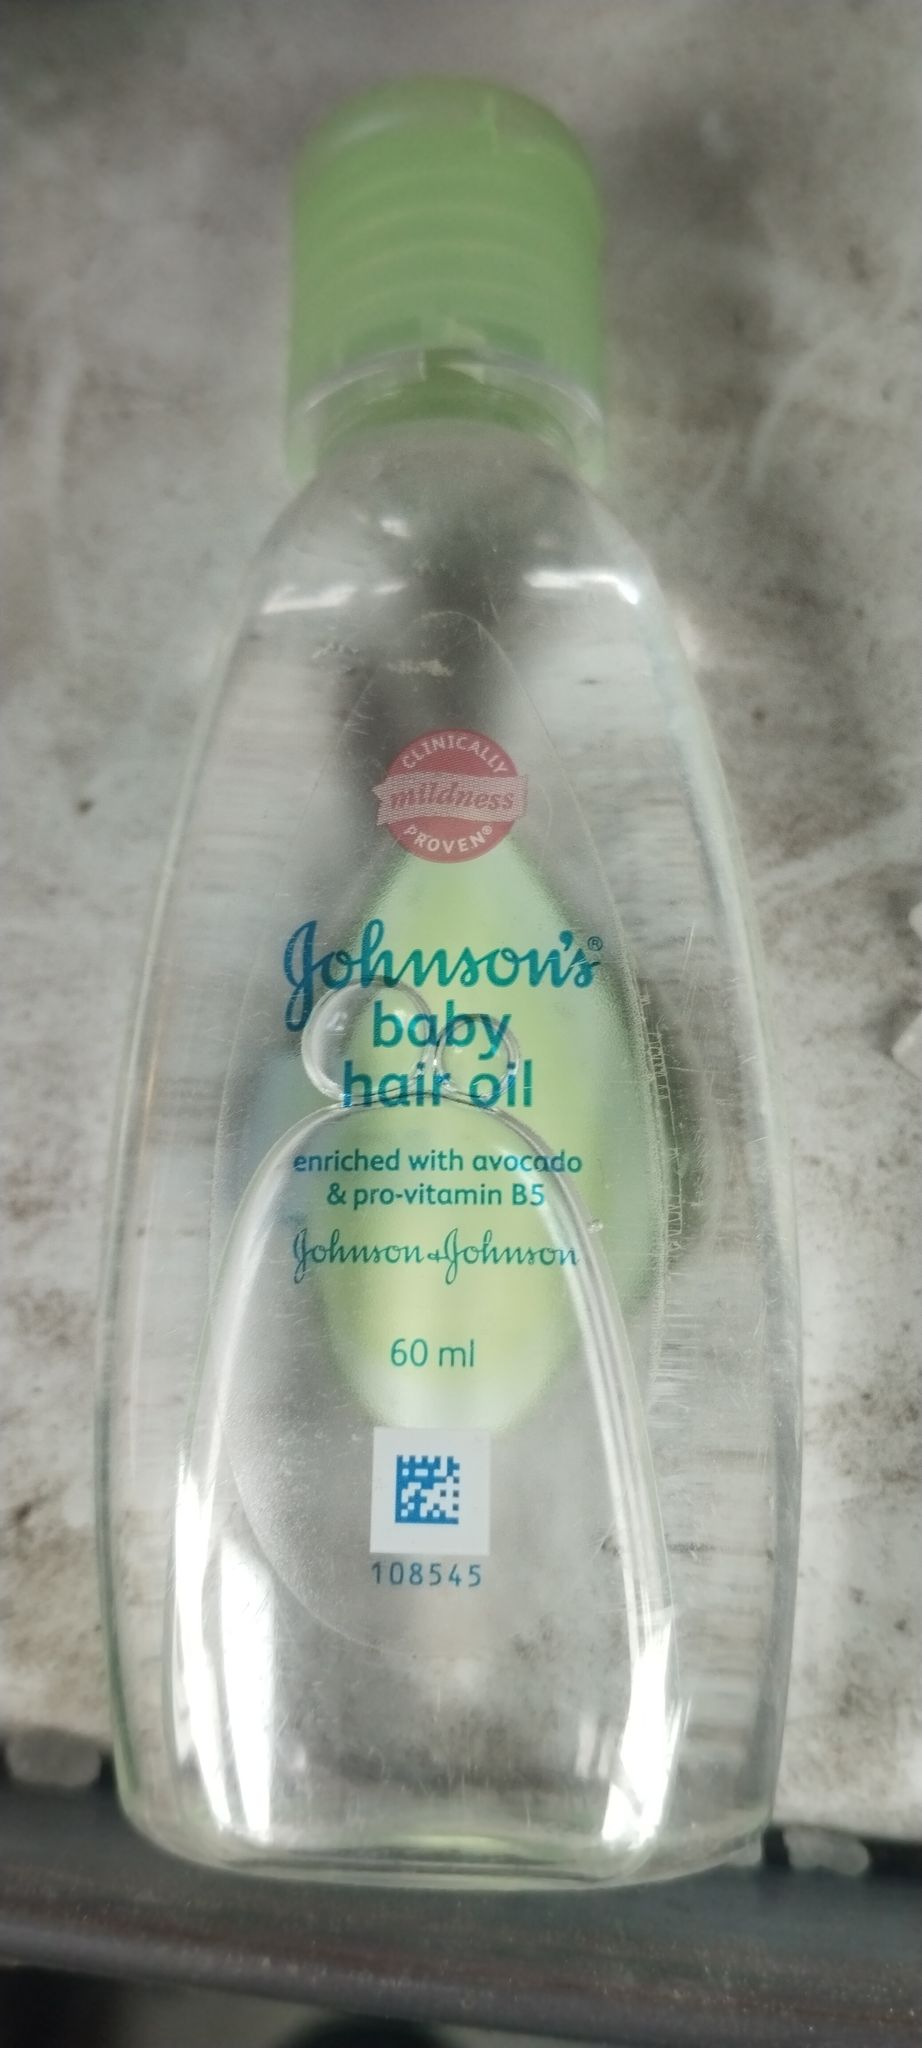 CLINICALLY
mildness
PROVEN®
Johnson's®
baby
hair oil
enriched with avocado
& pro-vitamin B5
Johnson & Johnson
60 ml
108545